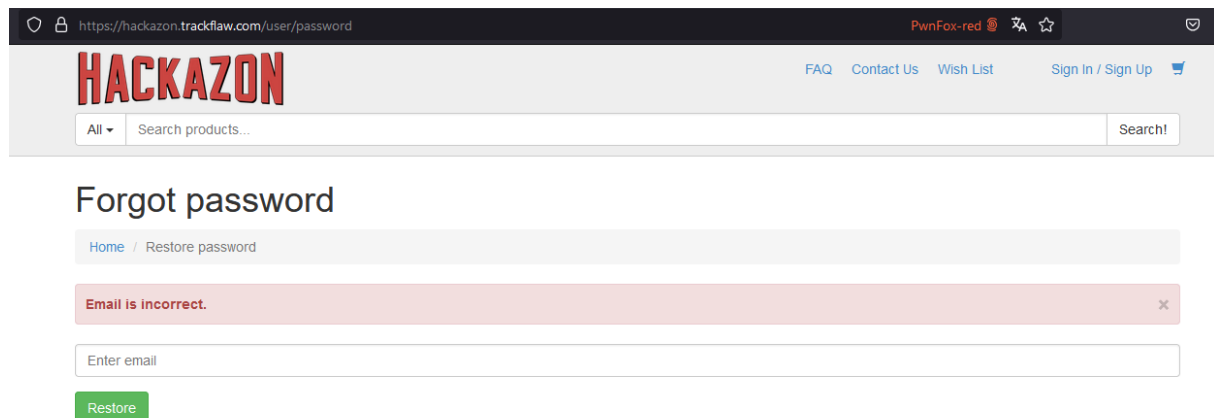 https://hackazon.trackflaw.com/user/password PwnFox-red
HACKAZON
FAQ Contact Us Wish List Sign In / Sign Up
All Search products... Search!
Forgot password
Home / Restore password
Email is incorrect. ×
Enter email
Restore